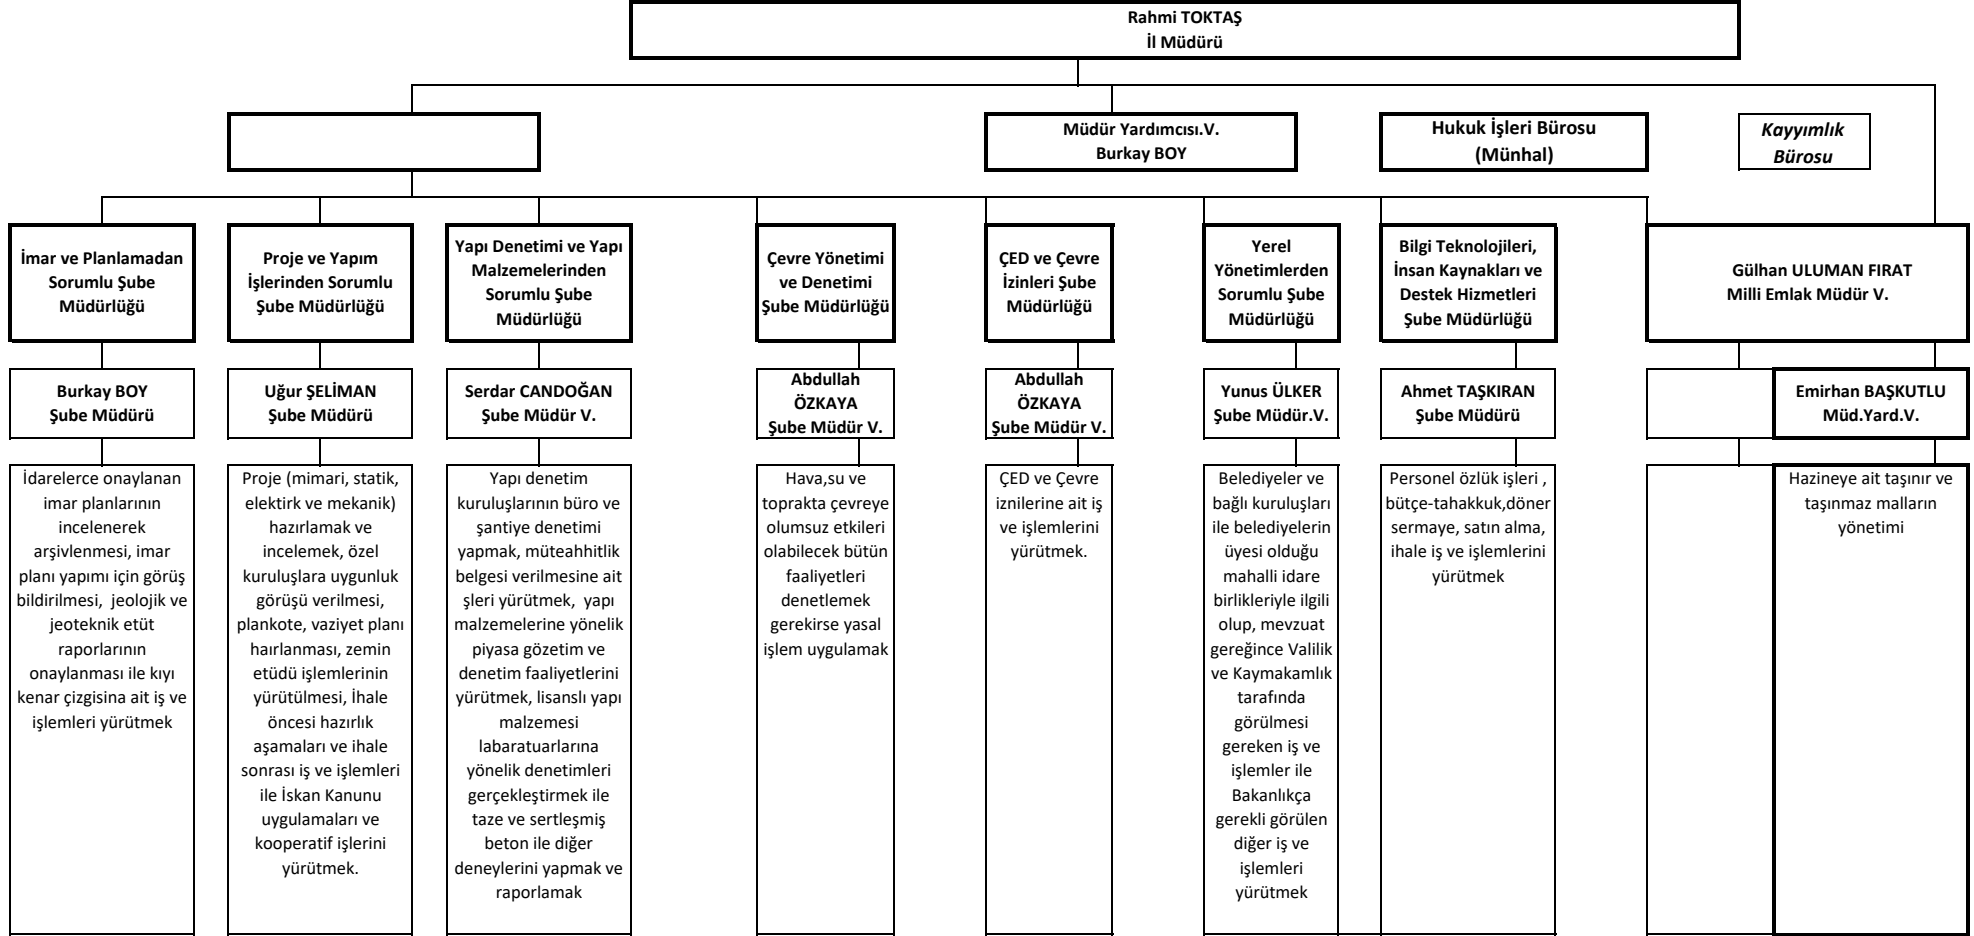 Rahmi TOKTAŞ
İl Müdürü
Müdür Yardımcısı.V.
Burkay BOY
Hukuk İşleri Bürosu
(Münhal)
Kayyımlık
Bürosu
İmar ve Planlamadan
Sorumlu Şube
Müdürlüğü
Proje ve Yapım
İşlerinden Sorumlu
Şube Müdürlüğü
Yapı Denetimi ve Yapı
Malzemelerinden
Sorumlu Şube
Müdürlüğü
Çevre Yönetimi
ve Denetimi
Şube Müdürlüğü
ÇED ve Çevre
İzinleri Şube
Müdürlüğü
Yerel
Yönetimlerden
Sorumlu Şube
Müdürlüğü
Bilgi Teknolojileri,
İnsan Kaynakları ve
Destek Hizmetleri
Şube Müdürlüğü
Gülhan ULUMAN FIRAT
Milli Emlak Müdür V.
Burkay BOY
Şube Müdürü
Uğur ŞELİMAN
Şube Müdürü
Serdar CANDOĞAN
Şube Müdür V.
Abdullah
ÖZKAYA
Şube Müdür V.
Abdullah
ÖZKAYA
Şube Müdür V.
Yunus ÜLKER
Şube Müdür.V.
Ahmet TAŞKIRAN
Şube Müdürü
Emirhan BAŞKUTLU
Müd.Yard.V.
İdarelerce onaylanan
imar planlarının
incelenerek
arşivlenmesi, imar
planı yapımı için görüş
bildirilmesi,  jeolojik ve
jeoteknik etüt
raporlarının
onaylanması ile kıyı
kenar çizgisina ait iş ve
işlemleri yürütmek
Proje (mimari, statik,
elektirk ve mekanik)
hazırlamak ve
incelemek, özel
kuruluşlara uygunluk
görüşü verilmesi,
plankote, vaziyet planı
haırlanması, zemin
etüdü işlemlerinin
yürütülmesi, İhale
öncesi hazırlık
aşamaları ve ihale
sonrası iş ve işlemleri
ile İskan Kanunu
uygulamaları ve
kooperatif işlerini
yürütmek.
Yapı denetim
kuruluşlarının büro ve
şantiye denetimi
yapmak, müteahhitlik
belgesi verilmesine ait
şleri yürütmek,  yapı
malzemelerine yönelik
piyasa gözetim ve
denetim faaliyetlerini
yürütmek, lisanslı yapı
malzemesi
labaratuarlarına
yönelik denetimleri
gerçekleştirmek ile
taze ve sertleşmiş
beton ile diğer
deneylerini yapmak ve
raporlamak
Hava,su ve
toprakta çevreye
olumsuz etkileri
olabilecek bütün
faaliyetleri
denetlemek
gerekirse yasal
işlem uygulamak
ÇED ve Çevre
iznilerine ait iş
ve işlemlerini
yürütmek.
Belediyeler ve
bağlı kuruluşları
ile belediyelerin
üyesi olduğu
mahalli idare
birlikleriyle ilgili
olup, mevzuat
gereğince Valilik
ve Kaymakamlık
tarafında
görülmesi
gereken iş ve
işlemler ile
Bakanlıkça
gerekli görülen
diğer iş ve
işlemleri
yürütmek
Personel özlük işleri ,
bütçe-tahakkuk,döner
sermaye, satın alma,
ihale iş ve işlemlerini
yürütmek
Hazineye ait taşınır ve
taşınmaz malların
yönetimi